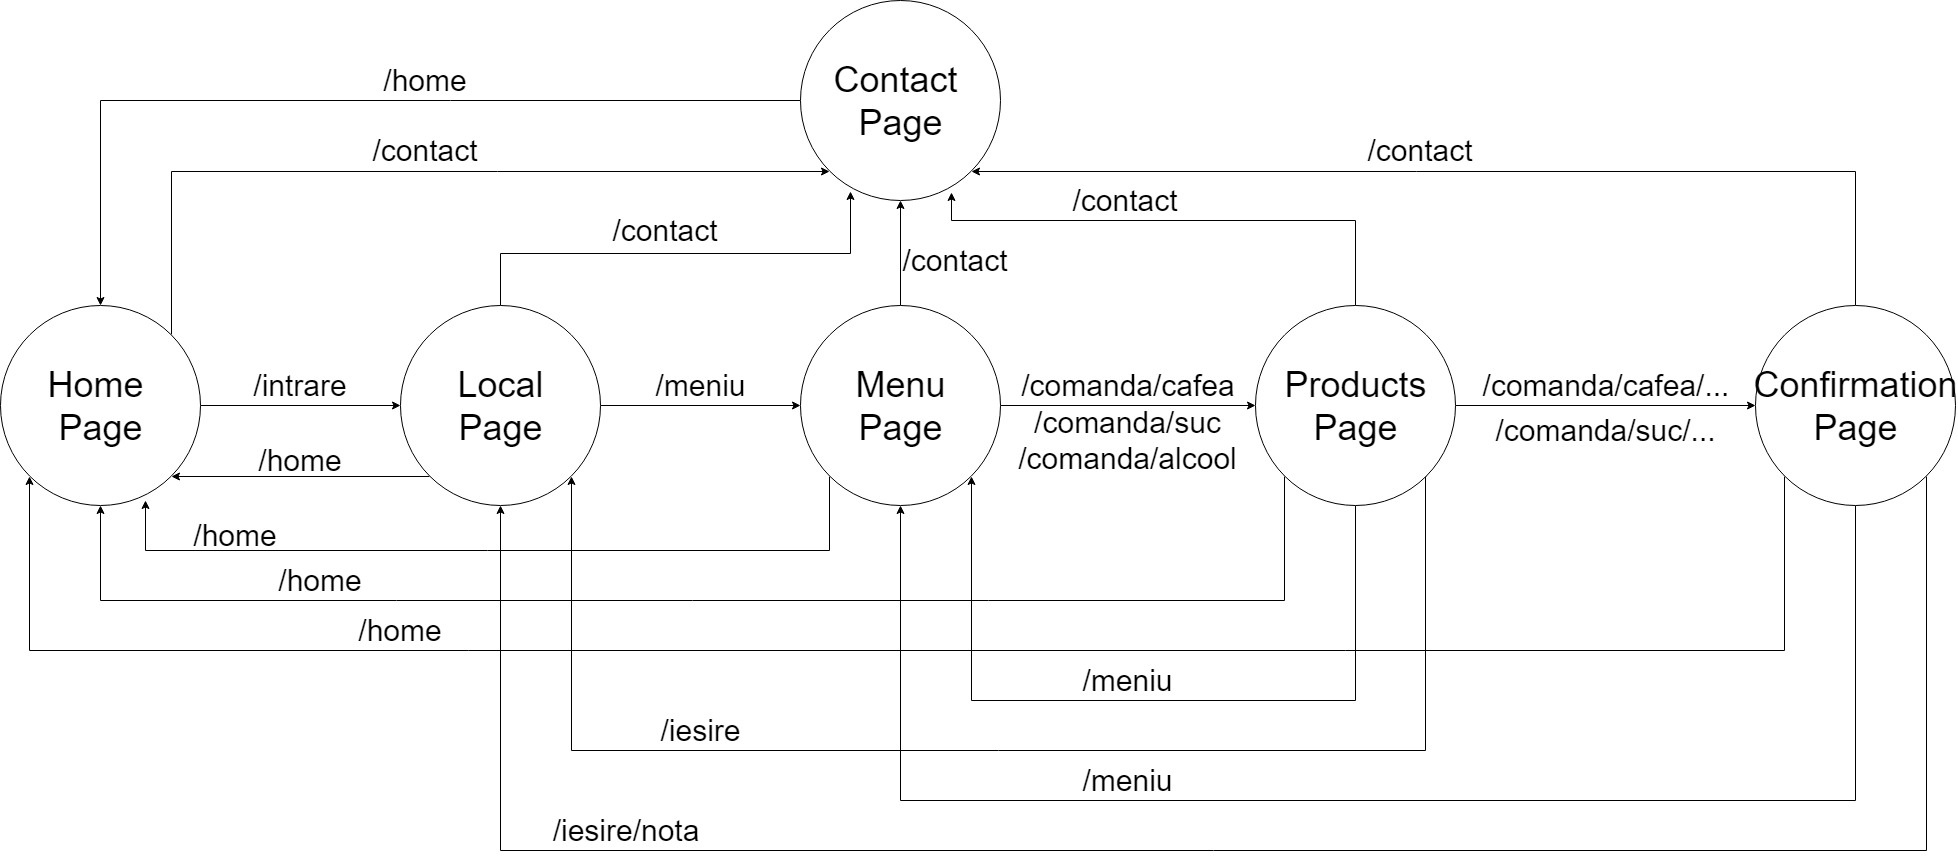 Contact
Page
/home
/contact
/contact
/contact
/contact
/contact
Home
Page
/intrare
Local
Page
/meniu
Menu
Page
/comanda/cafea
/comanda/suc
/comanda/alcool
Products
Page
/comanda/cafea/...
/comanda/suc/...
Confirmation
Page
/home
/home
/home
/home
/meniu
/iesire
/meniu
/iesire/nota